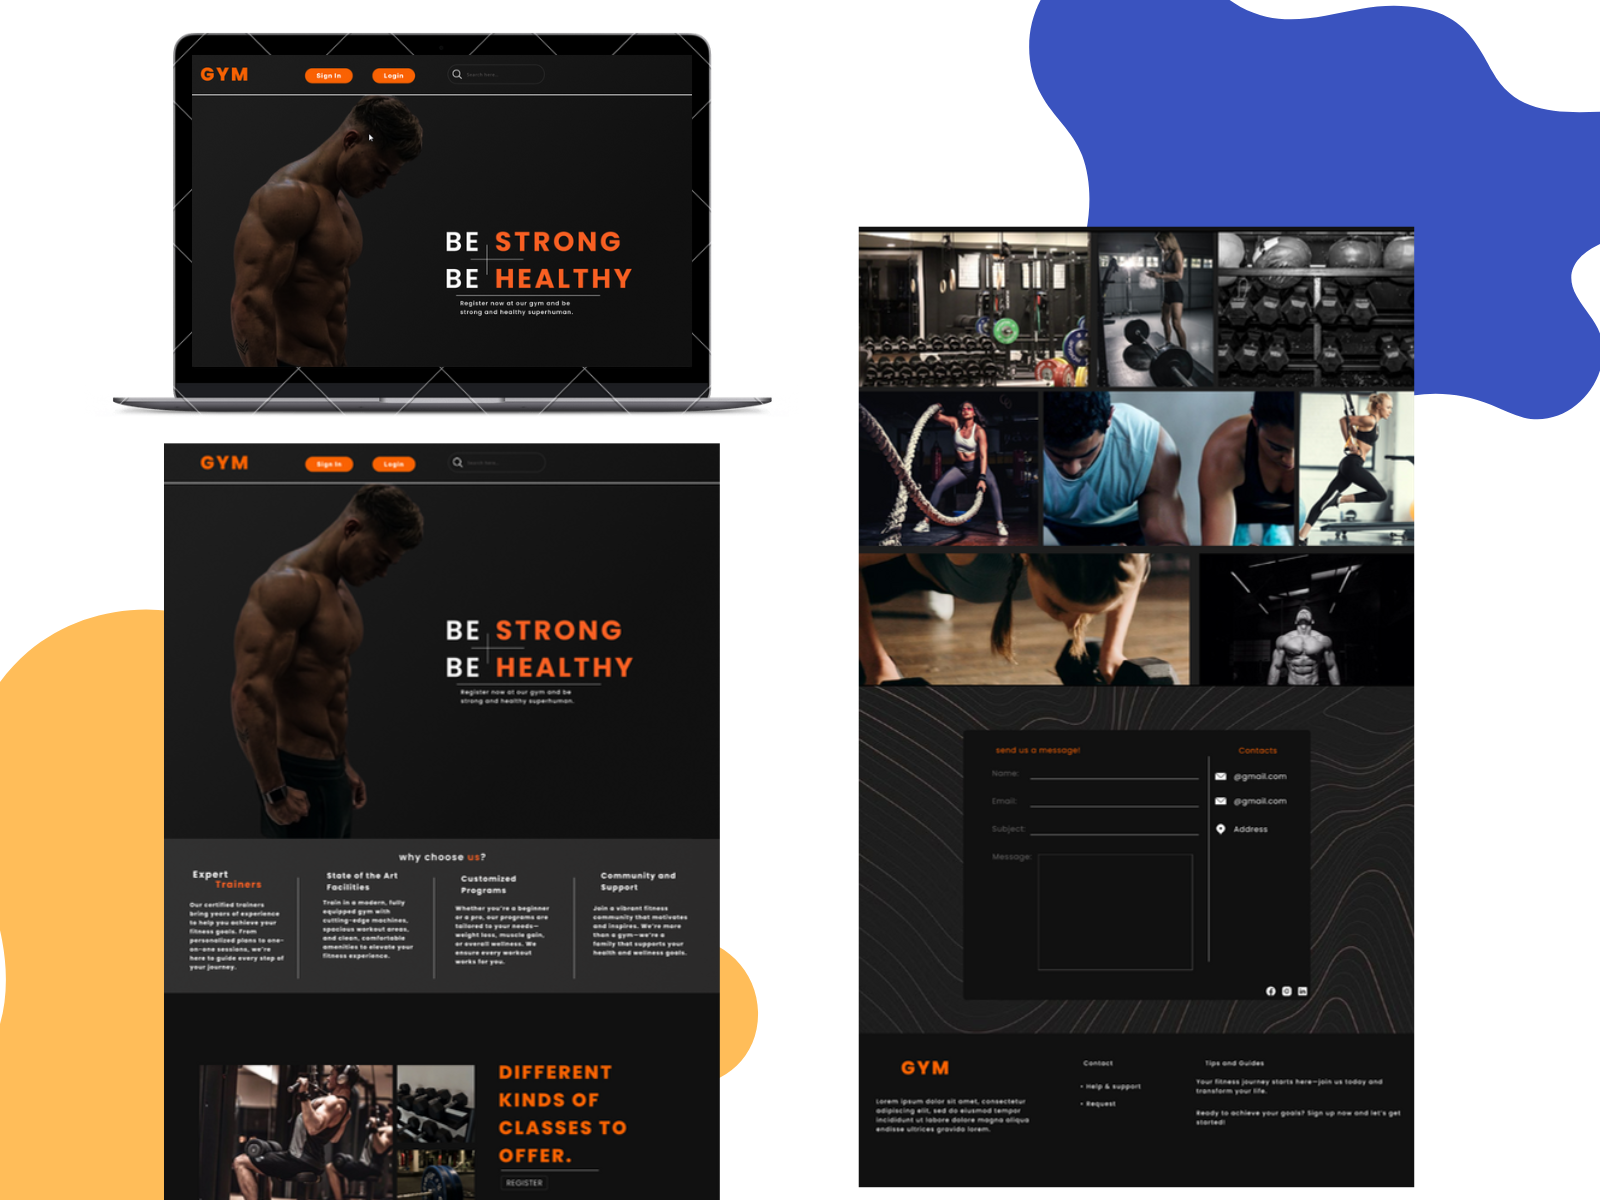 GYM
Sign In
Login
Search here...
BE STRONG
BE HEALTHY
Register now at our gym and be
strong and healthy superhuman.
GYM
Sign In
Login
Search here...
BE STRONG
BE HEALTHY
Register now at our gym and be
strong and healthy superhuman.
why choose us?
Expert
Trainers
Our certified trainers
bring years of experience
to help you achieve your
fitness goals. From
personalized plans to one-
on-one sessions, we're
here to guide every step of
your journey.
State of the Art
Facilities
Train in a modern, fully
equipped gym with
cutting-edge machines,
spacious workout areas,
and clean, comfortable
amenities to elevate your
fitness experience.
Customized
Programs
Whether you're a beginner
or a pro, our programs are
tailored to your needs—
weight loss, muscle gain,
or overall wellness. We
ensure every workout
works for you.
Community and
Support
Join a vibrant fitness
community that motivates
and inspires. We're more
than a gym—we're a
family that supports your
health and wellness goals.
DIFFERENT
KINDS OF
CLASSES TO
OFFER.
REGISTER
send us a message!
Name:
Email:
Subject:
Message:
Contacts
@gmail.com
@gmail.com
Address
GYM
Lorem ipsum dolor sit amet, consectetur
adipiscing elit, sed do eiusmod tempor
incididunt ut labore dolore magna aliqua
endisse ultrices gravida lorem.
Contact
• Help & support
• Request
Tips and Guides
Your fitness journey starts here—join us today and
transform your life.
Ready to achieve your goals? Sign up now and let's get
started!